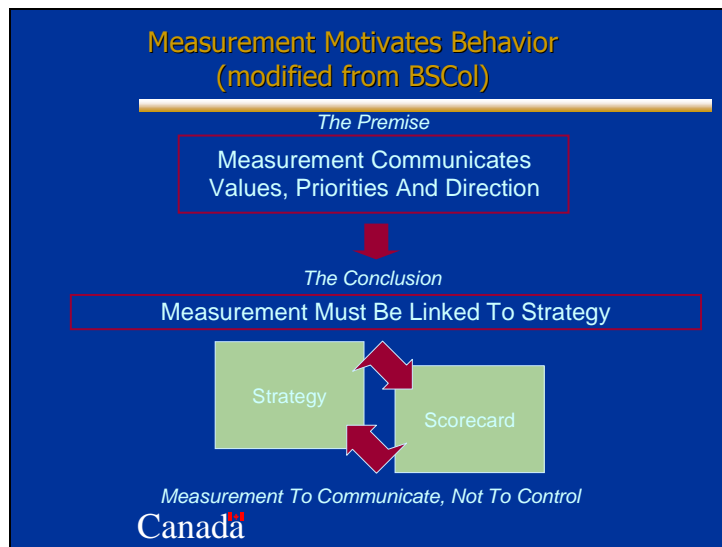 Measurement Motivates Behavior
(modified from BSCol)
The Premise
Measurement Communicates
Values, Priorities And Direction
The Conclusion
Measurement Must Be Linked To Strategy
Strategy
Scorecard
Measurement To Communicate, Not To Control
Canada